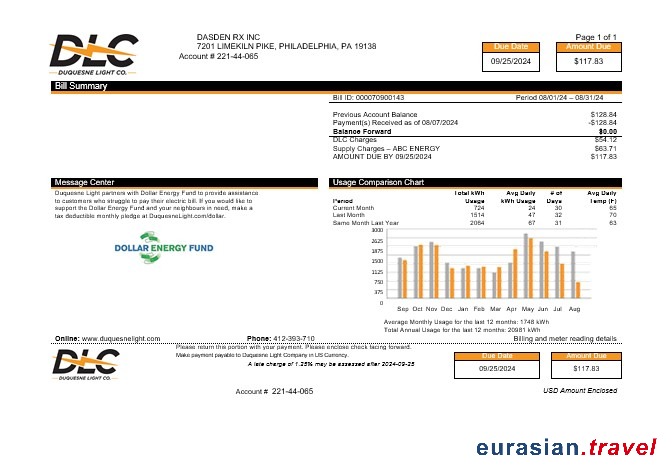 DLC
DUQUESNE LIGHT CO.
DASDEN RX INC
7201 LIMEKILN PIKE, PHILADELPHIA, PA 19138
Account # 221-44-065
Page 1 of 1
Due Date Amount Due
09/25/2024 $117.83
Bill Summary
Bill ID: 000070900143 Period 08/01/24 – 08/31/24
Previous Account Balance $128.84
Payment(s) Received as of 08/07/2024 -$128.84
Balance Forward $0.00
DLC Charges $54.12
Supply Charges – ABC ENERGY $63.71
AMOUNT DUE BY 09/25/2024 $117.83
Message Center
Duquesne Light partners with Dollar Energy Fund to provide assistance
to customers who struggle to pay their electric bill. If you would like to
support the Dollar Energy Fund and your neighbours in need, make a
tax deductible monthly pledge at DuquesneLight.com/dollar.
DOLLAR ENERGY FUND
Usage Comparison Chart
Total kWh Avg Daily # of Avg Daily
Period Usage kWh Usage Days Temp (F)
Current Month 724 24 30 65
Last Month 1514 47 32 70
Same Month Last Year 2084 67 31 63
3000
2625
2250
1875
1500
1125
750
375
0
Sep Oct Nov Dec Jan Feb Mar Apr May Jun Jul Aug
Average Monthly Usage for the last 12 months: 1748 kWh
Total Annual Usage for the last 12 months: 20981 kWh
Online: www.duquesnelight.com Phone: 412-393-710 Billing and meter reading details
Please return this portion with your payment. Please enclose check facing forward.
Make payment payable to Duquesne Light Company in US Currency.
A late charge of 1.25% may be assessed after 2024-09-25
DLC
DUQUESNE LIGHT CO.
Due Date Amount Due
09/25/2024 $117.83
Account # 221-44-065
USD Amount Enclosed
eurasian.travel